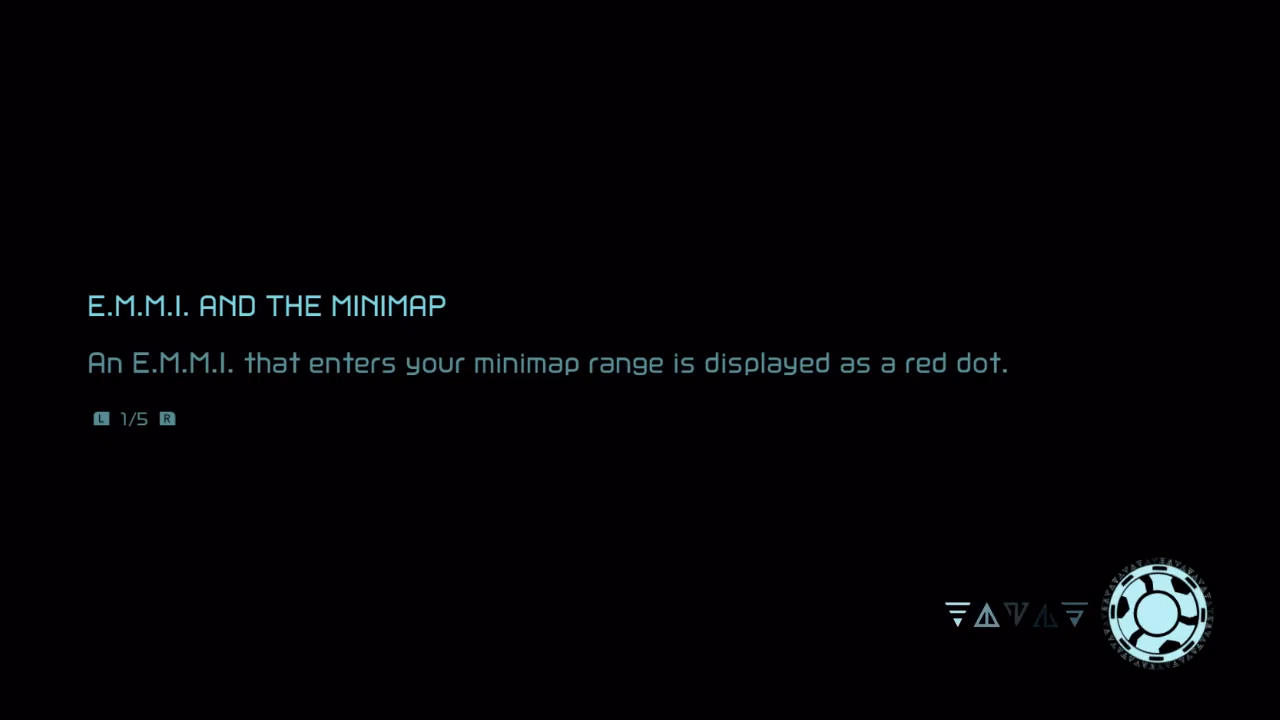 E.M.M.I. AND THE MINIMAP
An E.M.M.I. that enters your minimap range is displayed as a red dot.
L 1/5 R